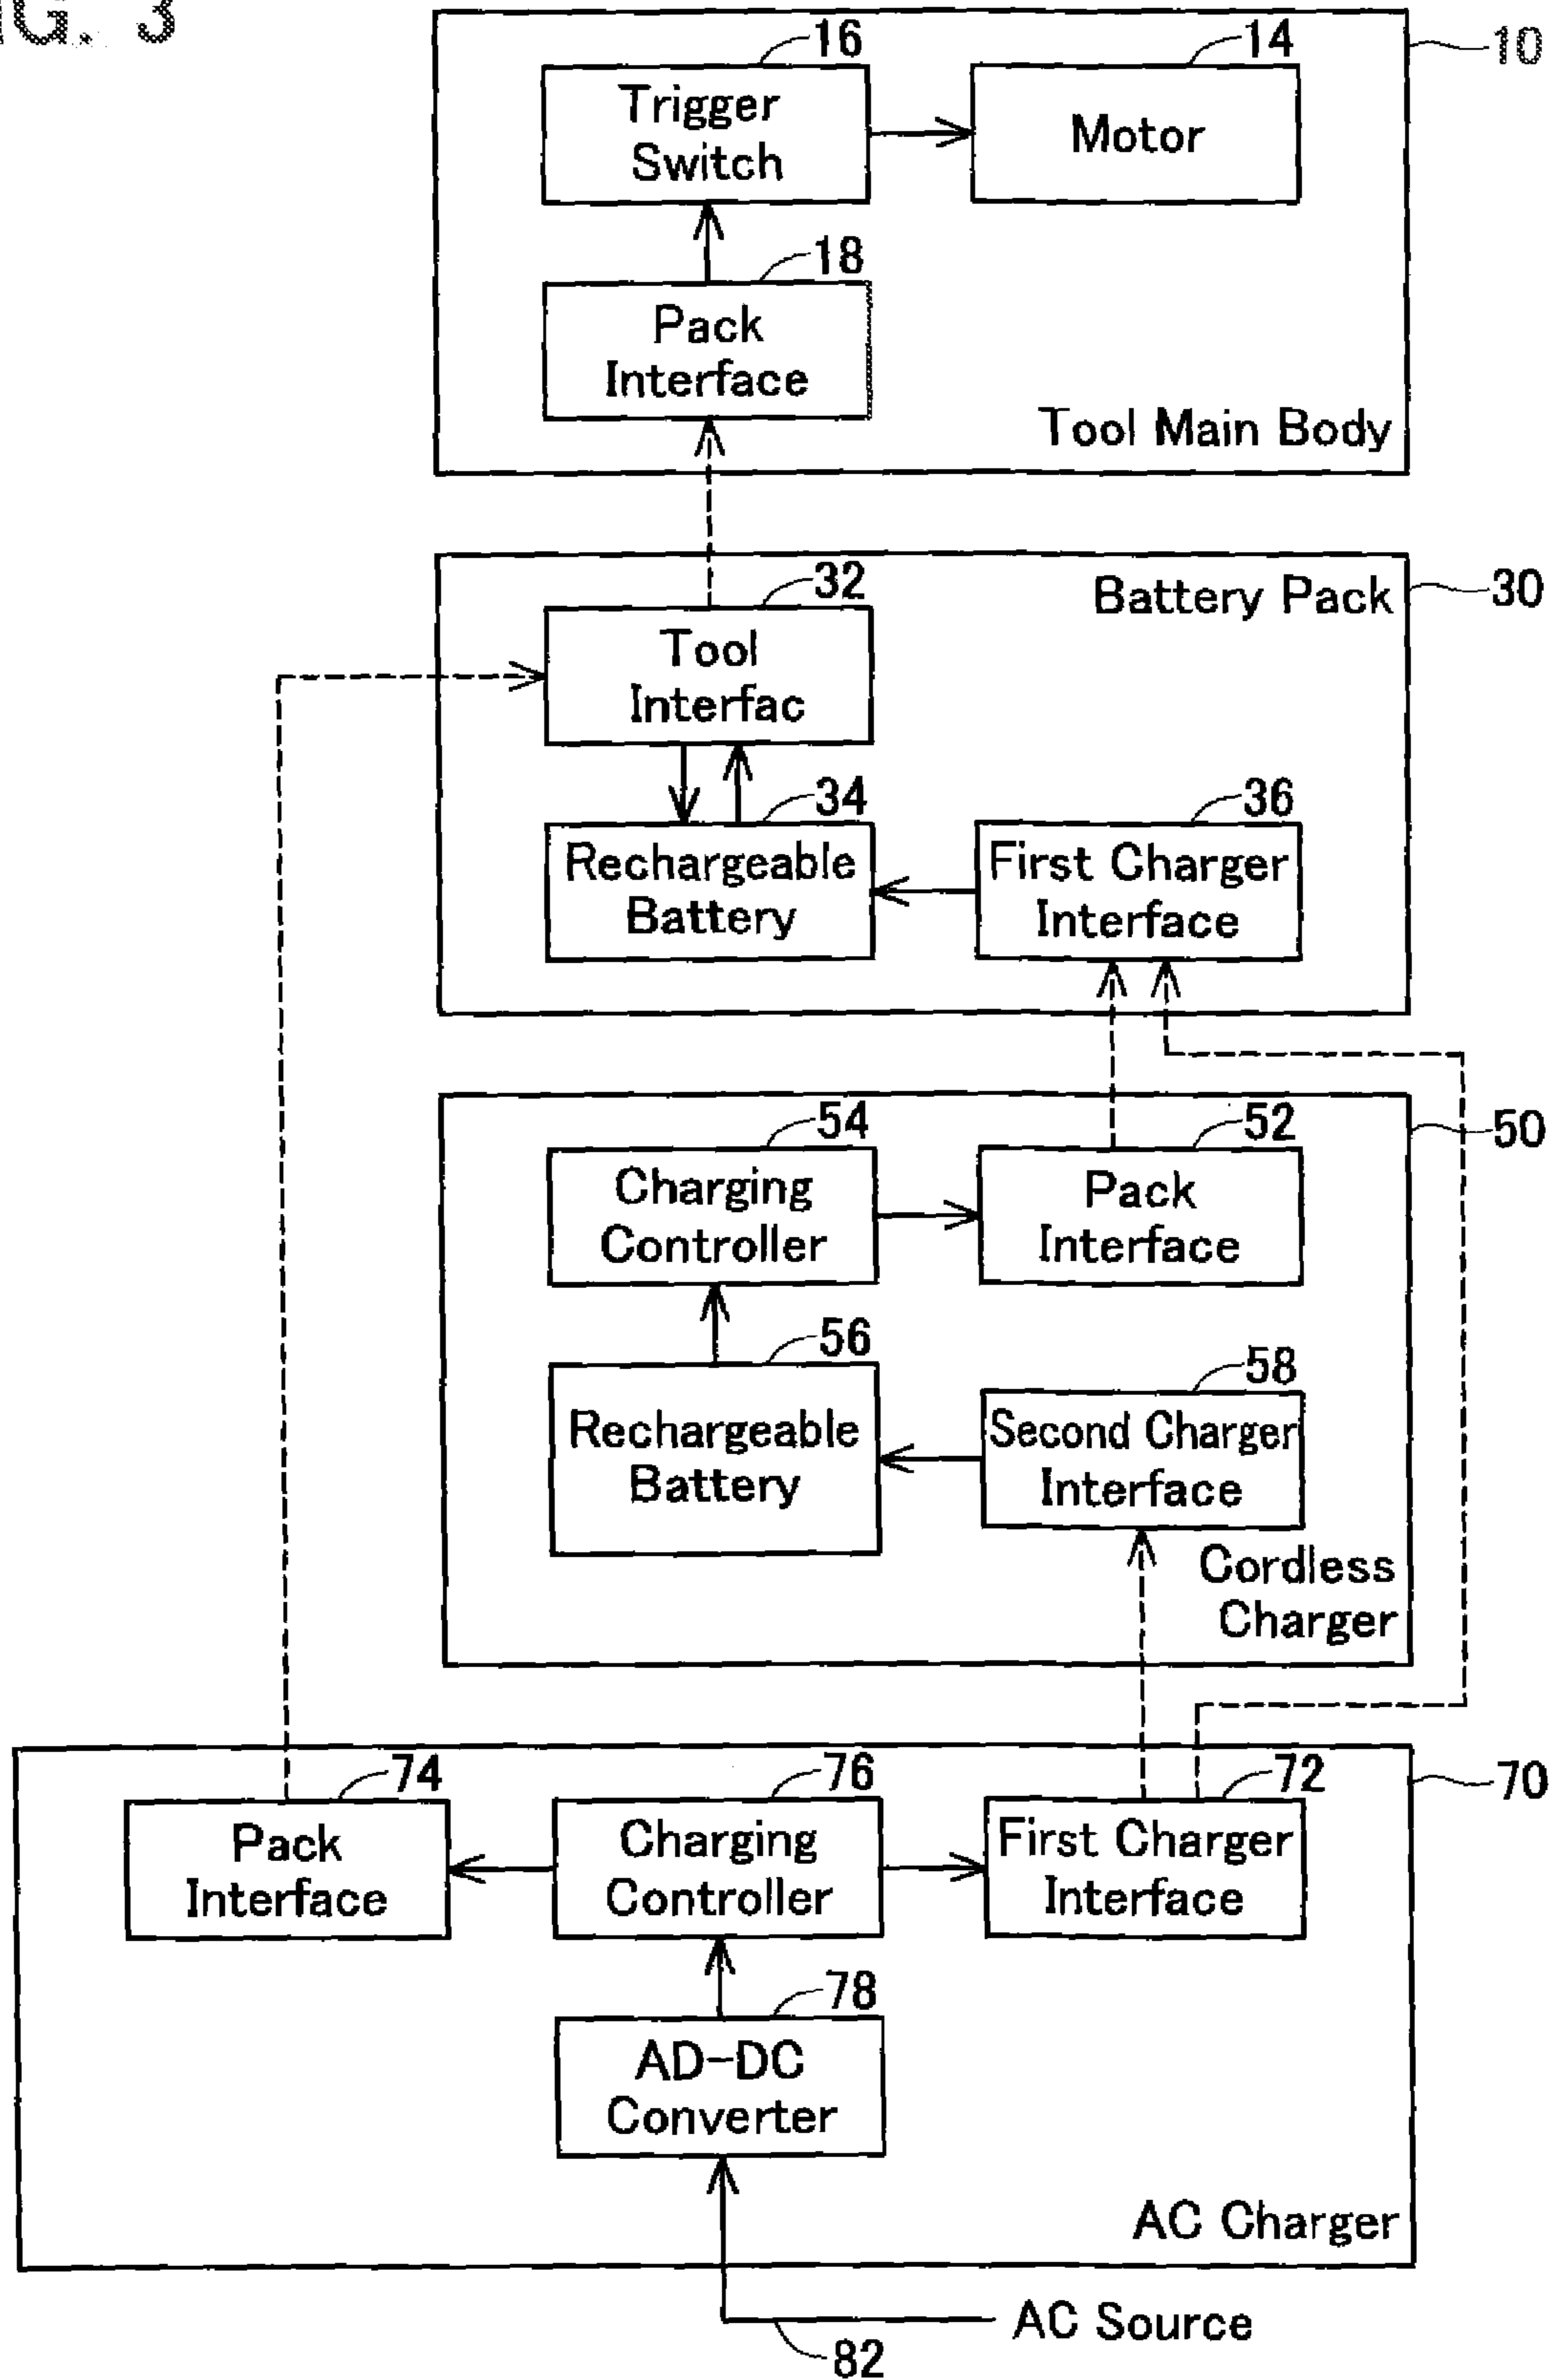 IG. 3
10
16
14
Trigger
Switch
Motor
18
Pack
Interface
Tool Main Body
Battery Pack
30
32
Tool
Interfac
34
36
Rechargeable
Battery
First Charger
Interface
50
54
52
Charging
Controller
Pack
Interface
56
58
Rechargeable
Battery
Second Charger
Interface
Cordless
Charger
70
74
76
72
Pack
Interface
Charging
Controller
First Charger
Interface
78
AD-DC
Converter
AC Charger
AC Source
82